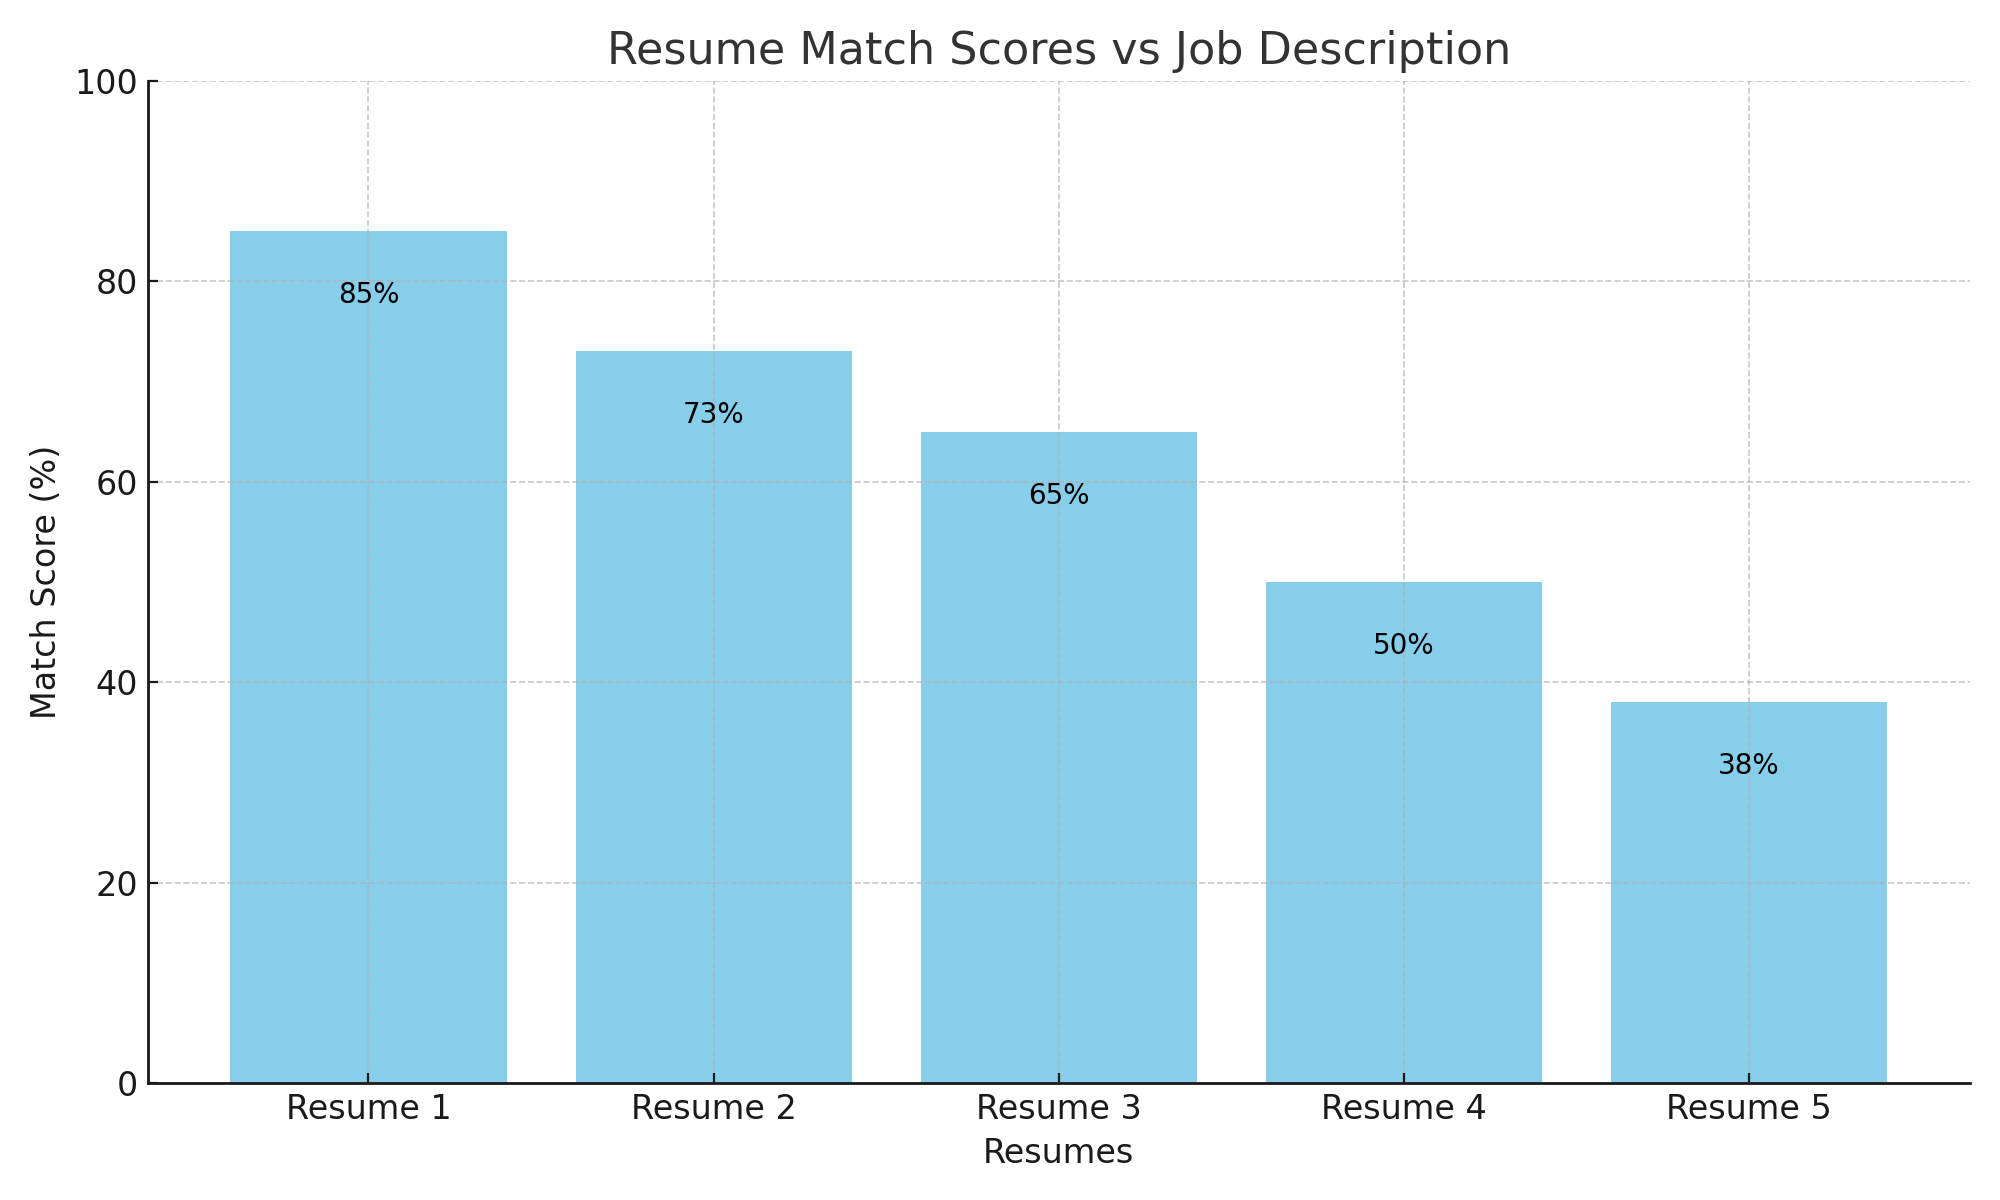 Resume Match Scores vs Job Description
100
80
60
40
20
0
Match Score (%)
85%
73%
65%
50%
38%
Resume 1 Resume 2 Resume 3 Resume 4 Resume 5
Resumes